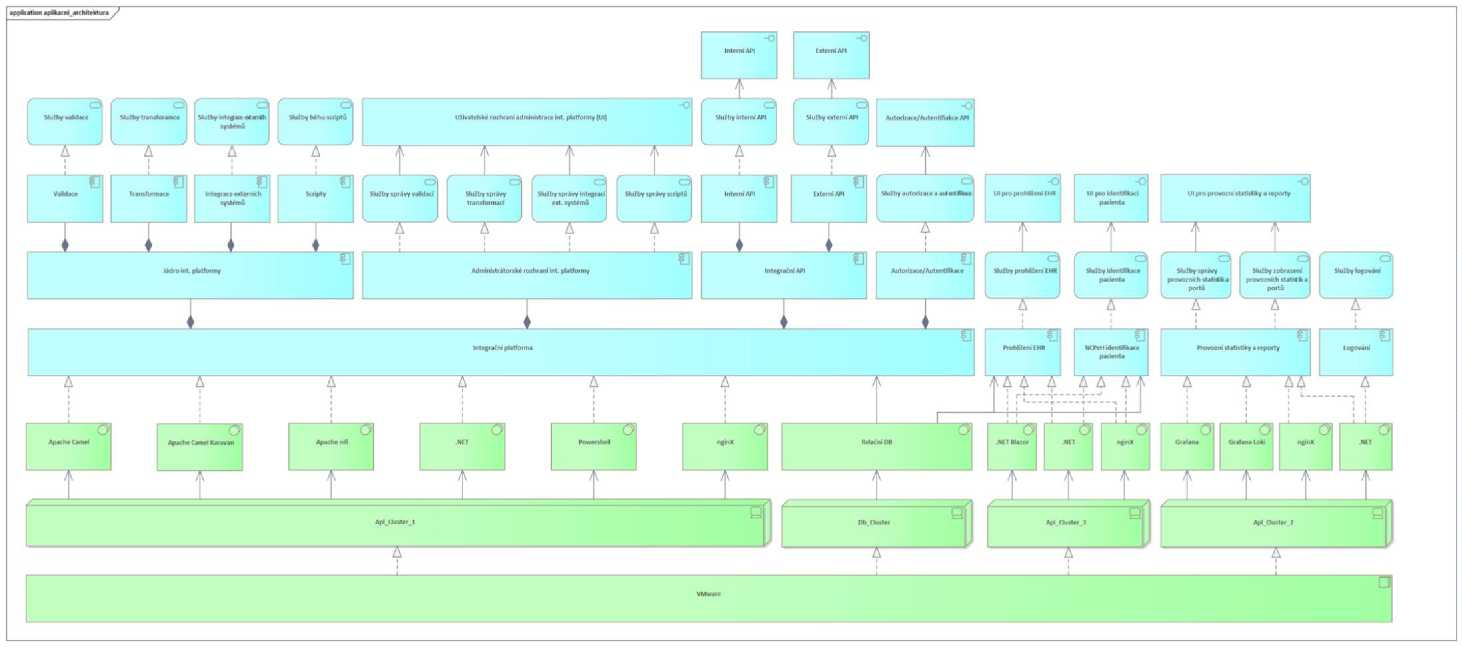 application aplikacni_architektura
Interní API
Externí API
Služby validace
Služby transformace
Služby integrace externích
systémů
Služby běhu scriptů
Uživatelské rozhraní administrace int. platformy (UI)
Služby interní API
Služby externí API
Autorizace/Autentifiakce API
Validace
Transformace
Integrace externích
systémů
Scripty
Služby správy validací
Služby správy
transformací
Služby správy integrací
ext. systémů
Služby správy scriptů
Interní API
Externí API
Služby autorizace a autentifikce
UI pro prohlížení EHR
UI pro identifikaci
pacienta
UI pro provozní statistiky a reporty
Jádro int. platformy
Administrátorské rozhraní int. platformy
Integrační API
Autorizace/Autentifikace
Služby prohlížení EHR
Služby identifikace
pacienta
Služby správy
provozních statistik a
portů
Služby zobrazení
provozních statistik a
portů
Služby logování
Integrační platforma
Prohlížení EHR
identifikace
pacienta
Provozní statistiky a reporty
Logování
Apache Camel
Apache Camel Karavan
Apache nifi
.NET
Powershell
nginX
Relační DB
.NET Blazor
.NET
nginX
Grafana
Grafana Loki
nginX
.NET
Api_Cluster_1
Db_Cluster
Api_Cluster_3
Api_Cluster_2
VMware